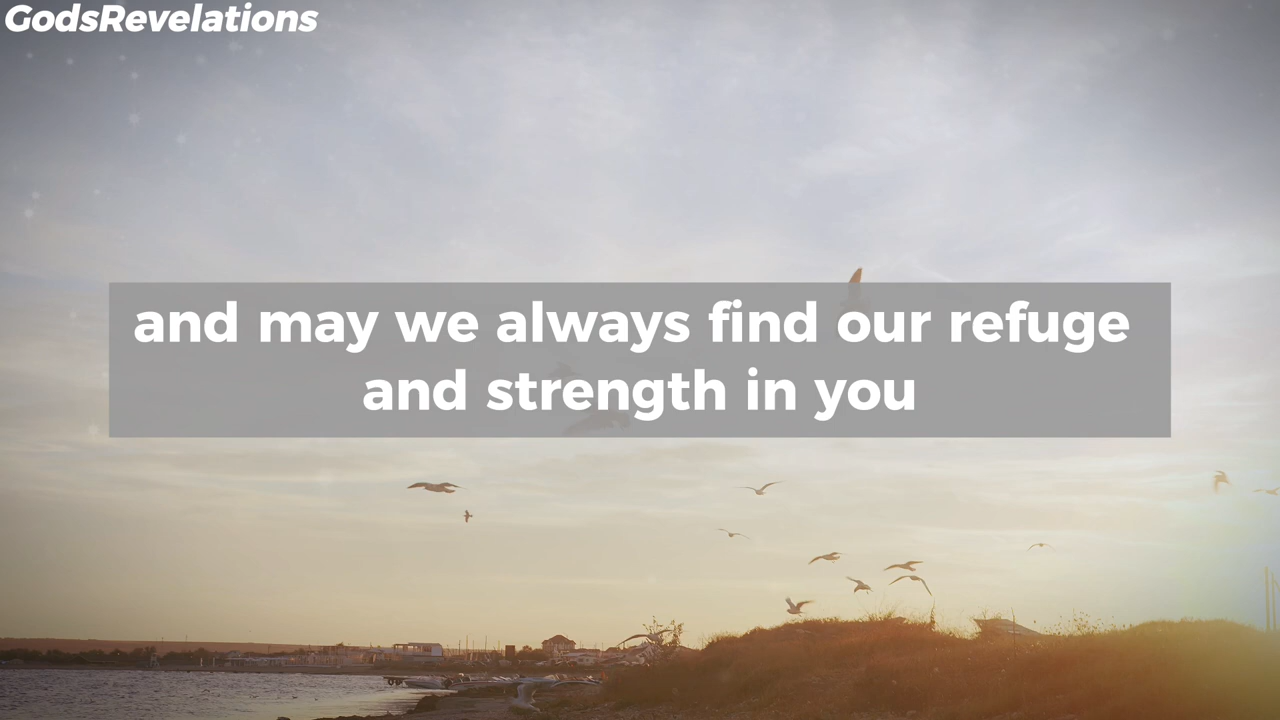 GodsRevelations
and may we always find our refuge
and strength in you